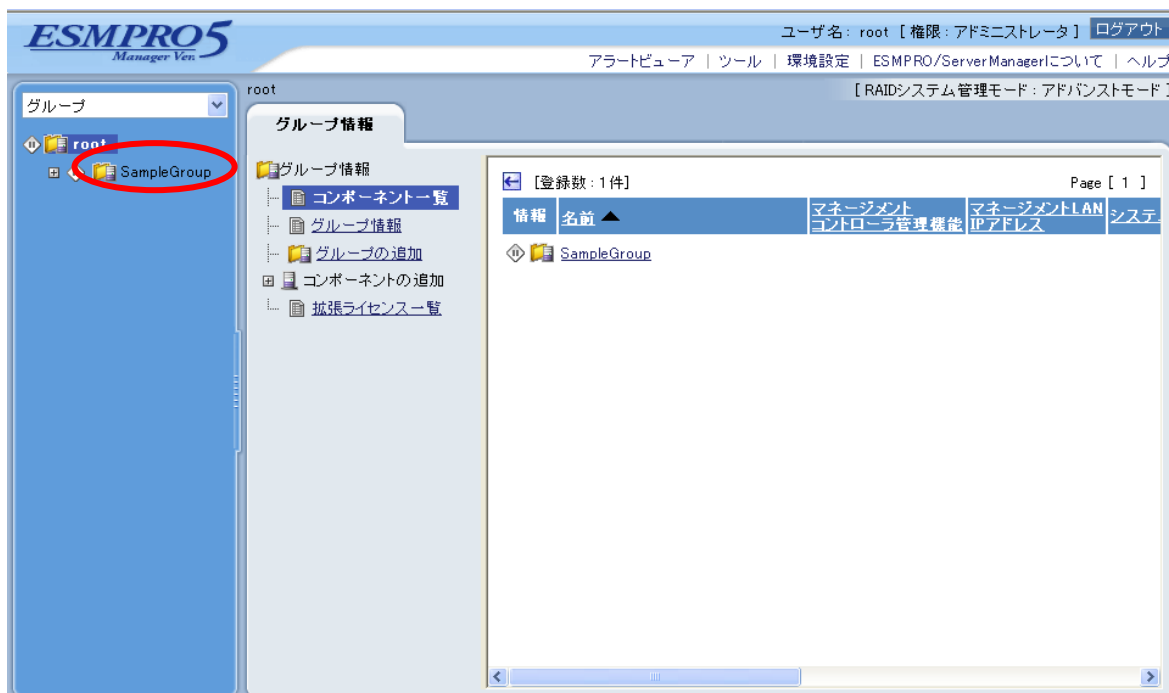 ESMPRO5
Manager Ver.
ユーザ名 : root [ 権限 : アドミニストレータ ] ログアウト
アラートビューア | ツール | 環境設定 | ESMPRO/ServerManagerについて | ヘルプ
グループ
root
SampleGroup
root
[ RAIDシステム管理モード : アドバンストモード ]
グループ情報
グループ情報
コンポーネント一覧
グループ情報
グループの追加
コンポーネントの追加
拡張ライセンス一覧
[登録数 : 1件] Page [ 1 ]
情報 名前 ▲ マネージメント コントローラ管理機能 マネージメントLAN IPアドレス システ
SampleGroup